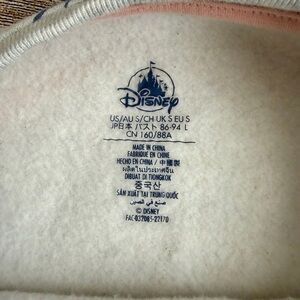 Disney
US/AU S/CH UK S EU S
JP日本 バスト 86-94 L
CN 160/88A
MADE IN CHINA
FABRIQUÉ EN CHINE
HECHO EN CHINA / 中國製
ผลิตในประเทศจีน
DIBUAT DI TIONGKOK
중국산
SẢN XUẤT TẠI TRUNG QUỐC
صنع في الصين
© DISNEY
FAC-032085-22170